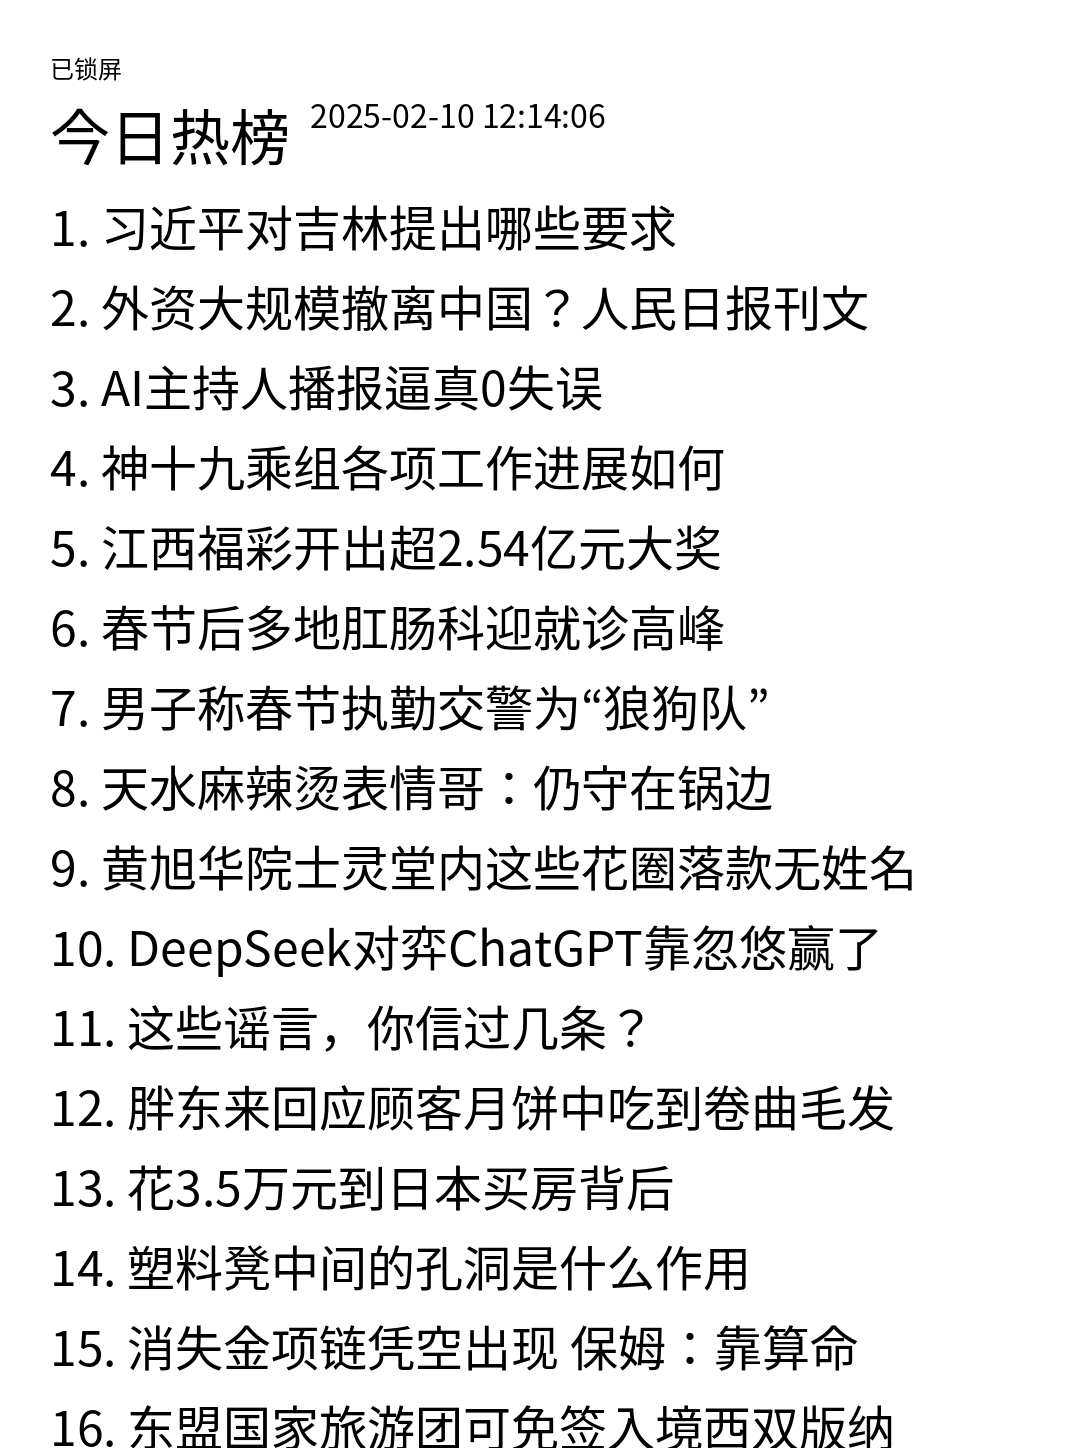 已锁屏
今日热榜 2025-02-10 12:14:06
1. 习近平对吉林提出哪些要求
2. 外资大规模撤离中国？人民日报刊文
3. AI主持人播报逼真0失误
4. 神十九乘组各项工作进展如何
5. 江西福彩开出超2.54亿元大奖
6. 春节后多地肛肠科迎就诊高峰
7. 男子称春节执勤交警为“狼狗队”
8. 天水麻辣烫表情哥：仍守在锅边
9. 黄旭华院士灵堂内这些花圈落款无姓名
10. DeepSeek对弈ChatGPT靠忽悠赢了
11. 这些谣言，你信过几条？
12. 胖东来回应顾客月饼中吃到卷曲毛发
13. 花3.5万元到日本买房背后
14. 塑料凳中间的孔洞是什么作用
15. 消失金项链凭空出现 保姆：靠算命
16. 东盟国家旅游团可免签入境西双版纳